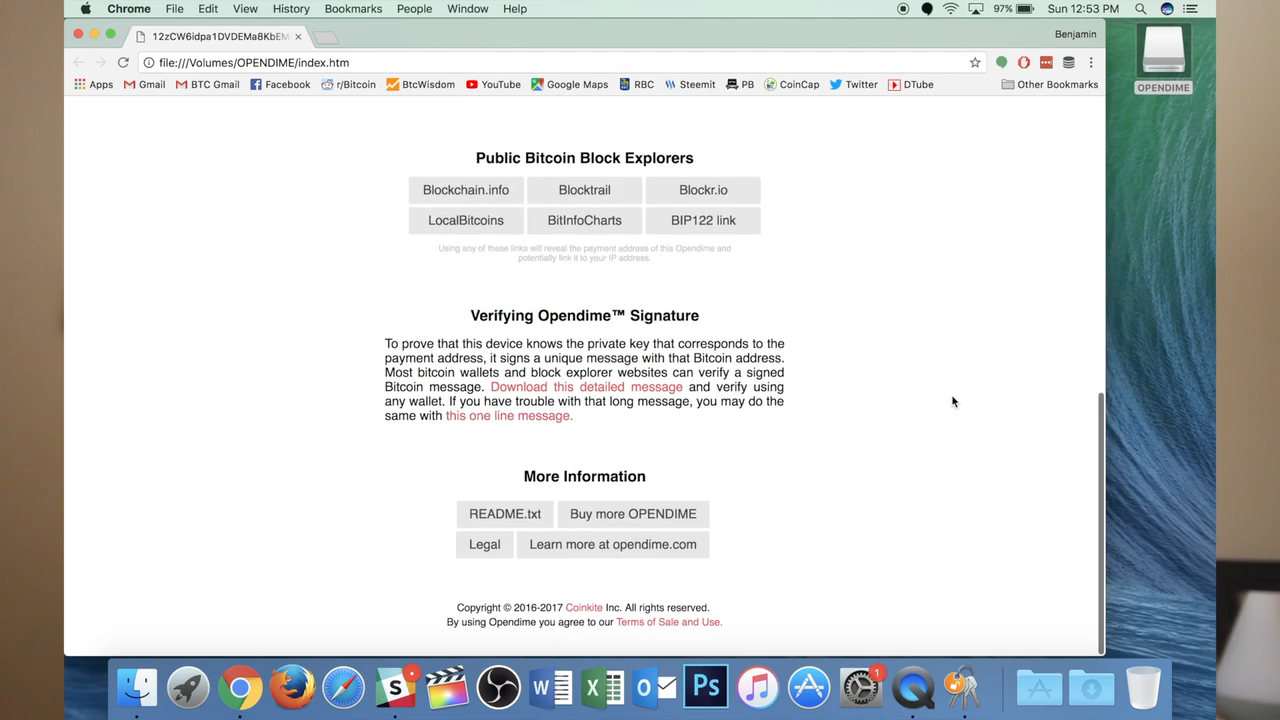 Chrome File Edit View History Bookmarks People Window Help 97% Sun 12:53 PM
12zCW6idpa1DVDEMa8KbEM Benjamin
file:///Volumes/OPENDIME/index.htm
Apps Gmail BTC Gmail Facebook r/Bitcoin BtcWisdom YouTube Google Maps RBC Steemit PB CoinCap Twitter DTube Other Bookmarks
OPENDIME
Public Bitcoin Block Explorers
Blockchain.info Blocktrail Blockr.io
LocalBitcoins BitInfoCharts BIP122 link
Using any of these links will reveal the payment address of this Opendime and
potentially link it to your IP address.
Verifying Opendime™ Signature
To prove that this device knows the private key that corresponds to the
payment address, it signs a unique message with that Bitcoin address.
Most bitcoin wallets and block explorer websites can verify a signed
Bitcoin message. Download this detailed message and verify using
any wallet. If you have trouble with that long message, you may do the
same with this one line message.
More Information
README.txt Buy more OPENDIME
Legal Learn more at opendime.com
Copyright © 2016-2017 Coinkite Inc. All rights reserved.
By using Opendime you agree to our Terms of Sale and Use.
S W X O Ps 1